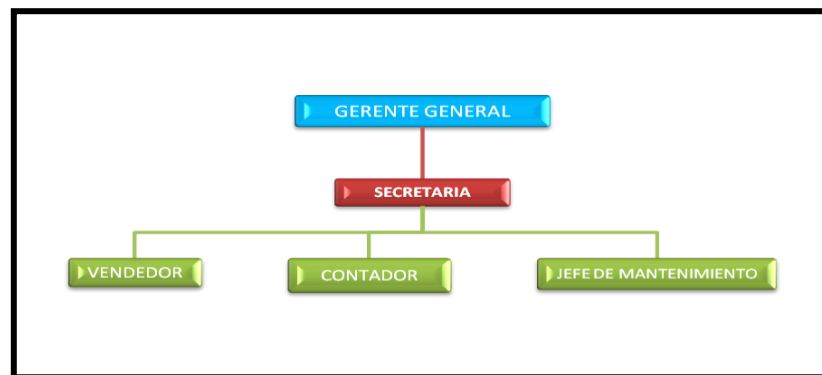 GERENTE GENERAL
SECRETARIA
VENDEDOR
CONTADOR
JEFE DE MANTENIMIENTO